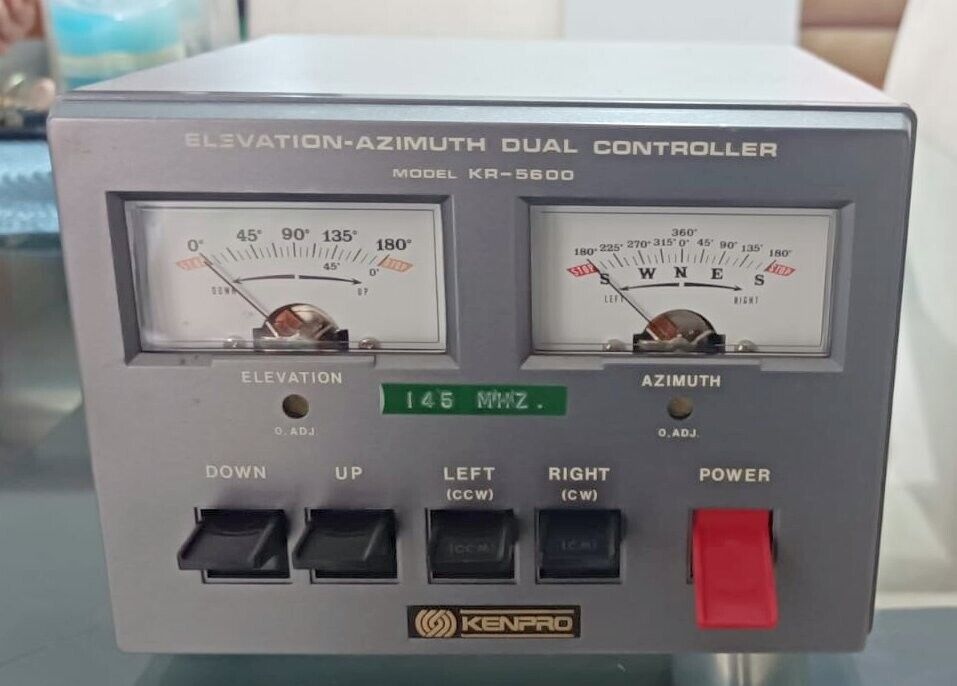 ELEVATION-AZIMUTH DUAL CONTROLLER
MODEL KR-5600
0° 45° 90° 135° 180°
STOP 45° 0° STOP
DOWN UP
360°
180° 225° 270° 315° 0° 45° 90° 135° 180°
STOP S W N E S STOP
LEFT RIGHT
ELEVATION
AZIMUTH
145 MHZ.
0. ADJ.
0. ADJ.
DOWN UP LEFT RIGHT POWER
(CCW) (CW)
(CCW) (CW)
KENPRO